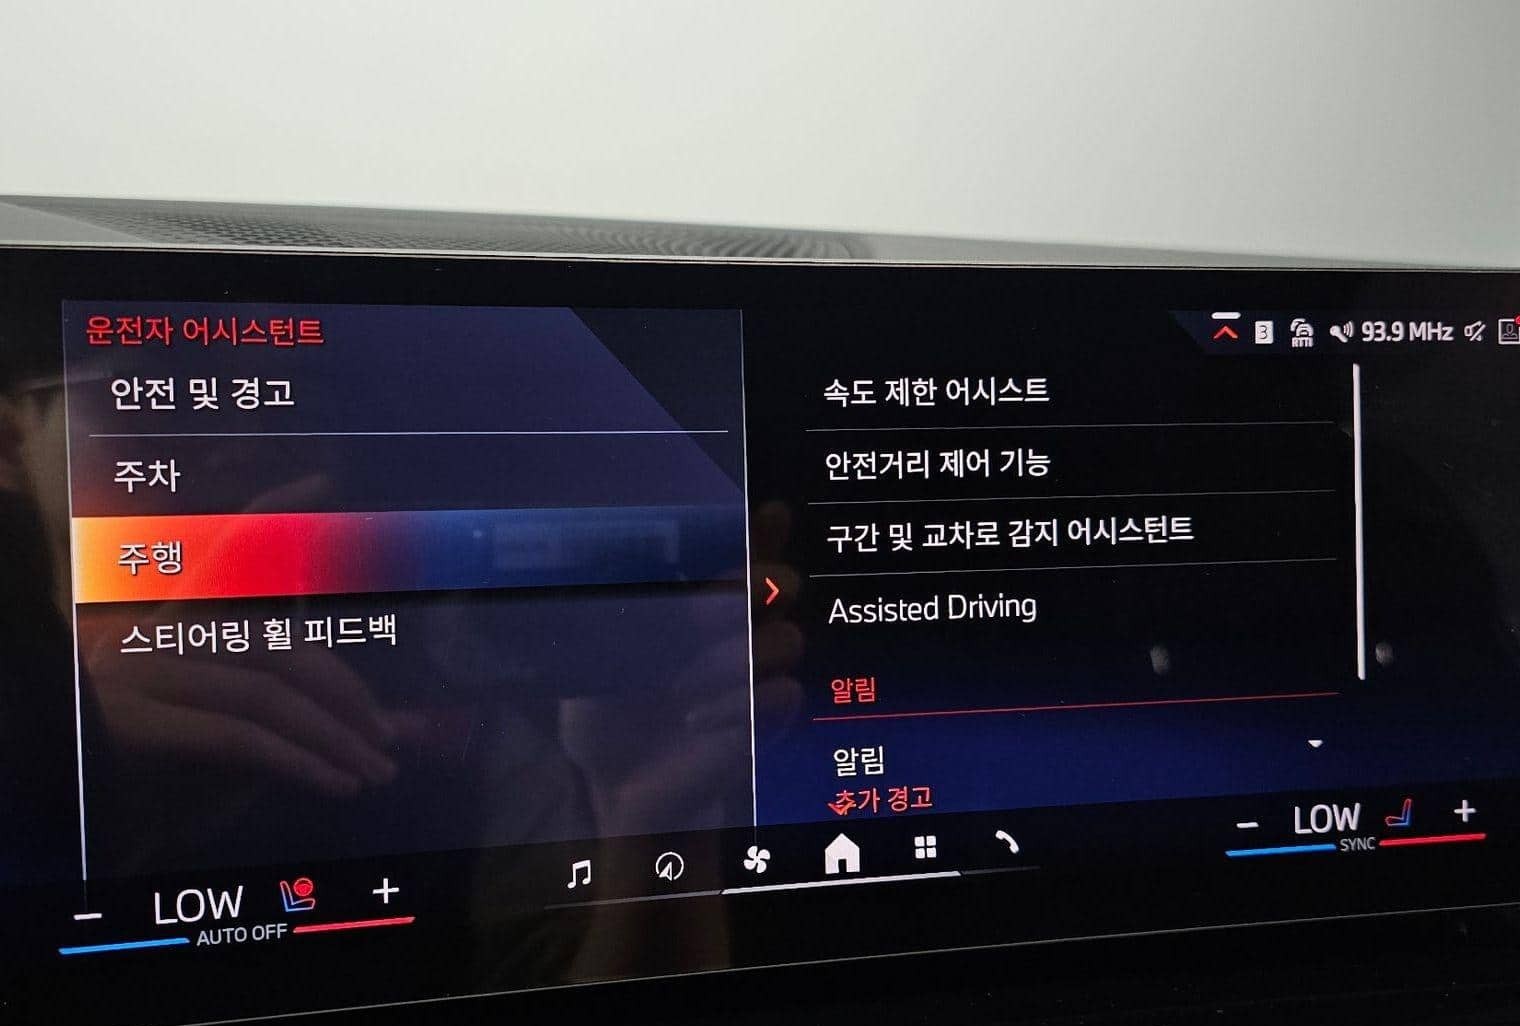 운전자 어시스턴트
안전 및 경고
주차
주행
스티어링 휠 피드백
3
RTTI
93.9 MHz
속도 제한 어시스트
안전거리 제어 기능
구간 및 교차로 감지 어시스턴트
Assisted Driving
알림
알림
추가 경고
− LOW +
AUTO OFF
− LOW +
SYNC